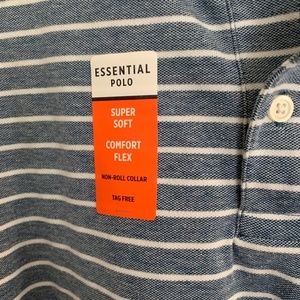 ESSENTIAL
POLO
SUPER
SOFT
COMFORT
FLEX
NON-ROLL COLLAR
TAG FREE